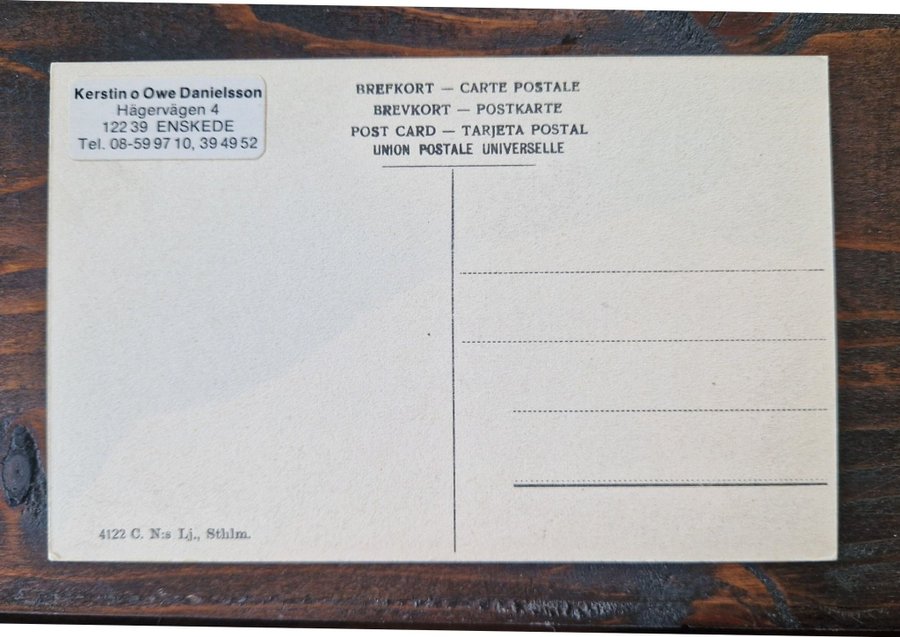 Kerstin o Owe Danielsson
Hägervägen 4
122 39 ENSKEDE
Tel. 08-59 97 10, 39 49 52
BREFKORT — CARTE POSTALE
BREVKORT — POSTKARTE
POST CARD — TARJETA POSTAL
UNION POSTALE UNIVERSELLE
4122 C. N:s Lj., Sthlm.